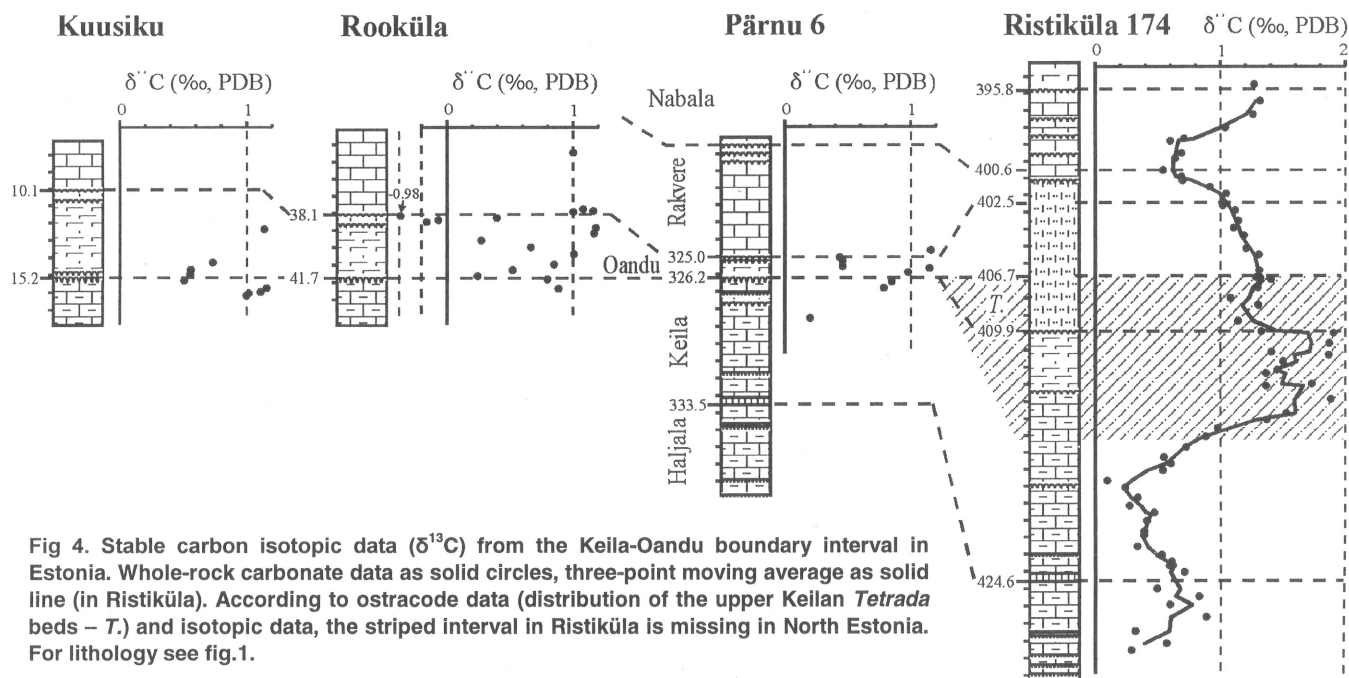 Kuusiku
Rooküla
Pärnu 6
Ristiküla 174
δ¨C (‰, PDB)
0 1 2
δ¨C (‰, PDB)
0 1
δ¨C (‰, PDB)
0 1
δ¨C (‰, PDB)
0 1
10.1
15.2
-0.98
38.1
41.7
Nabala
Rakvere
Oandu
Keila
Haljala
325.0
326.2
333.5
395.8
400.6
402.5
406.7
T.
409.9
424.6
Fig 4. Stable carbon isotopic data (δ¹³C) from the Keila-Oandu boundary interval in
Estonia. Whole-rock carbonate data as solid circles, three-point moving average as solid
line (in Ristiküla). According to ostracode data (distribution of the upper Keilan Tetrada
beds – T.) and isotopic data, the striped interval in Ristiküla is missing in North Estonia.
For lithology see fig.1.